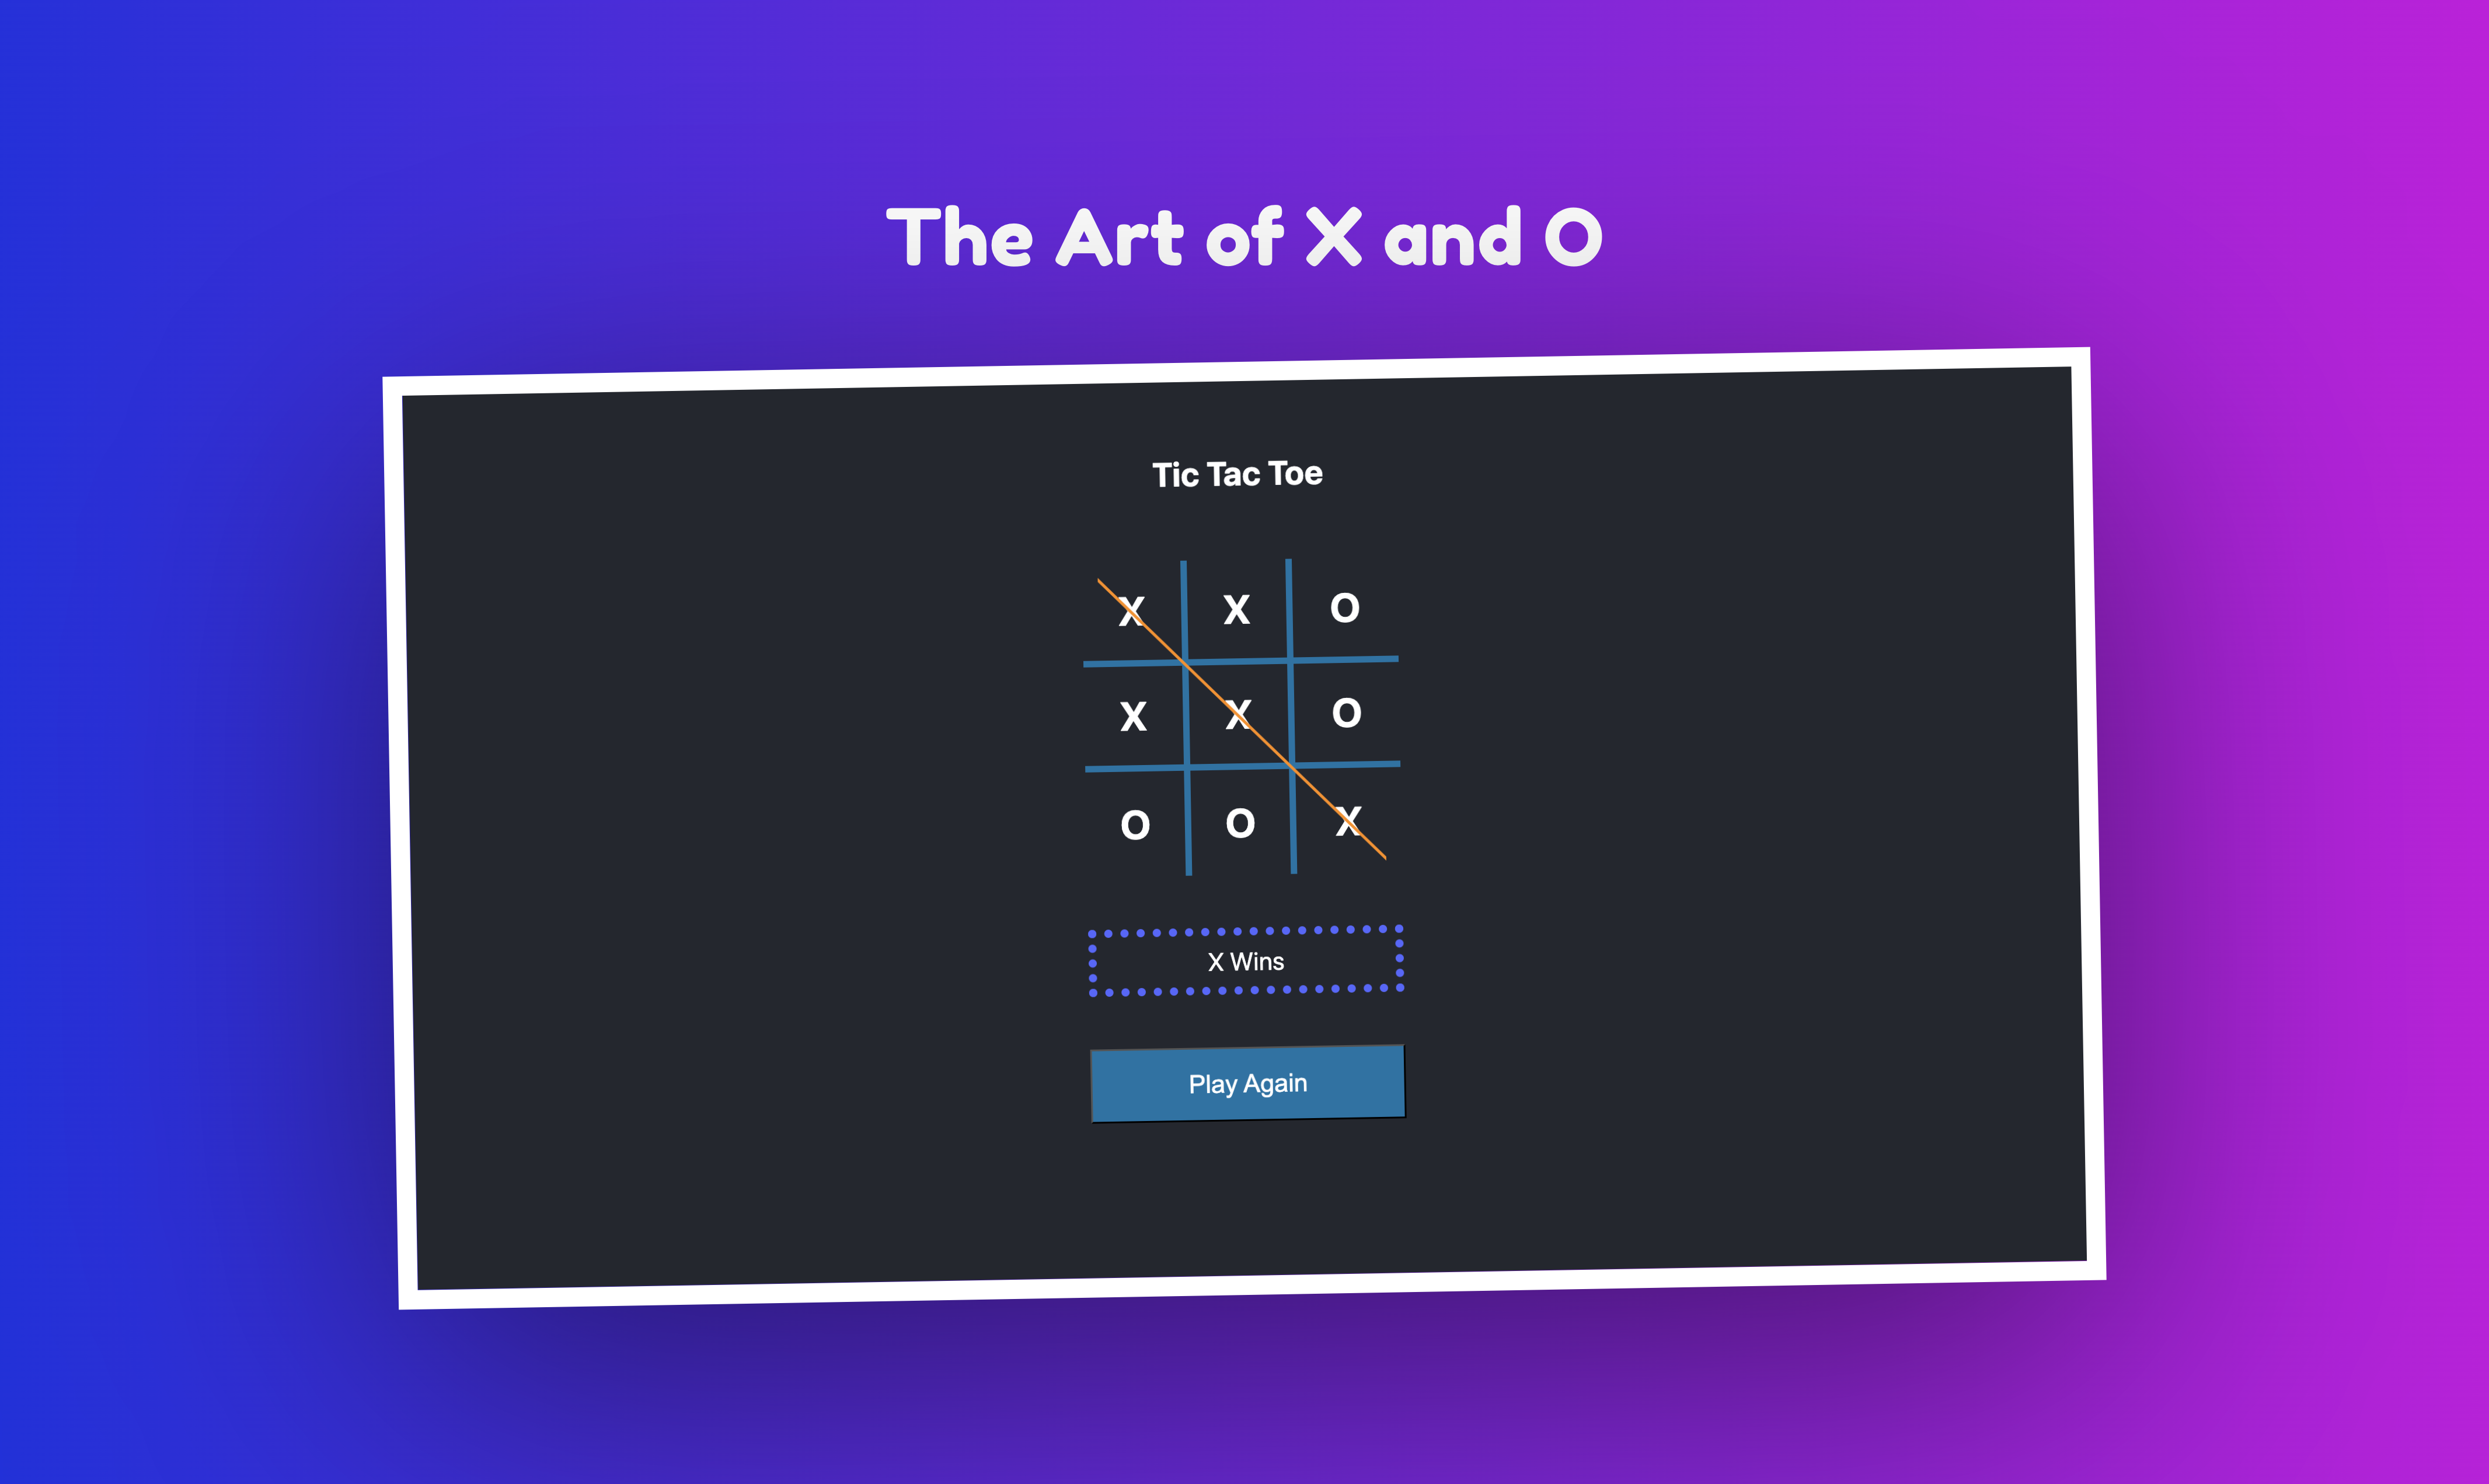 The Art of X and O
Tic Tac Toe
X X O
X X O
O O X
X Wins
Play Again